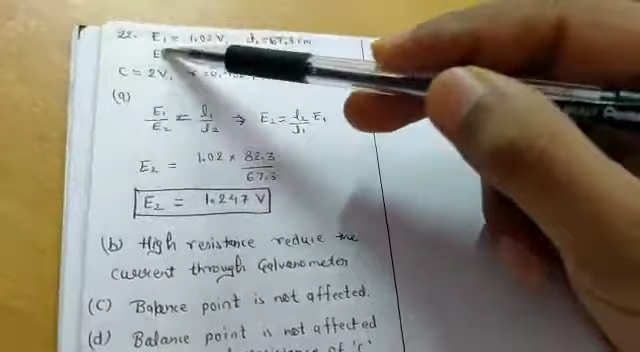 22. E₁ = 1.02 V, l₁ = 67.3 cm
E
C = 2V,
(a)
E₁/E₂ = l₁/l₂ ⇒ E₂ = l₂/l₁ E₁
E₂ = 1.02 × 82.3/67.3
E₂ = 1.247 V
(b) High resistence reduce the
current through Galvanometer
(C) Balance point is not affected.
(d) Balance point is not affected